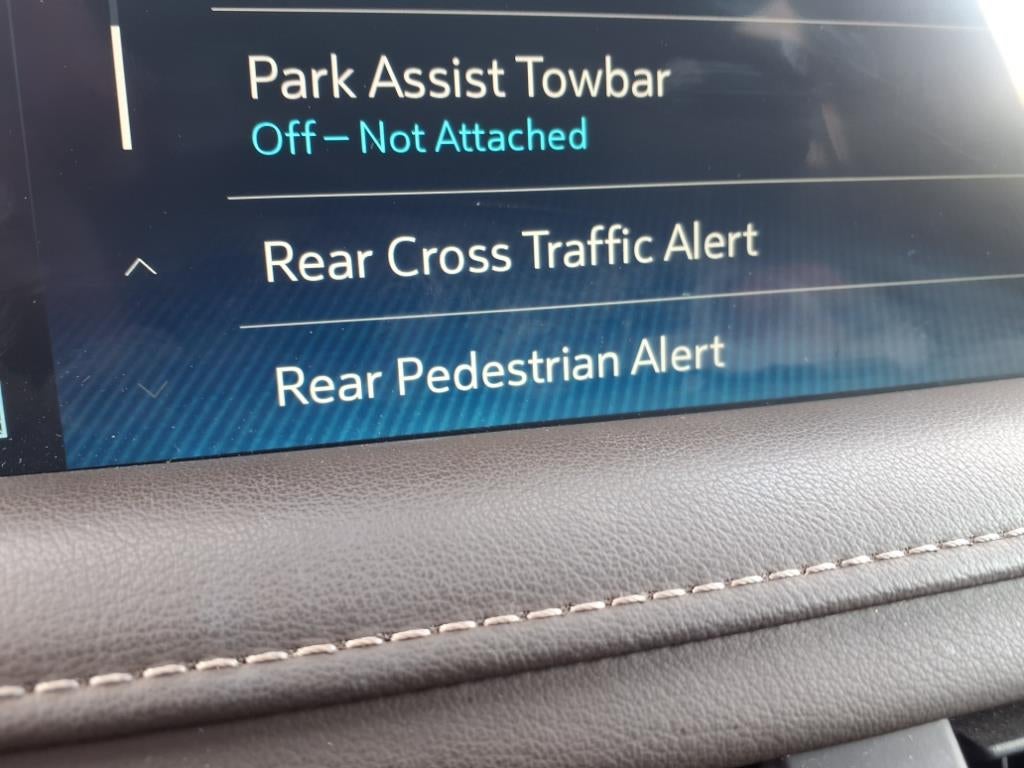 Park Assist Towbar
Off – Not Attached
Rear Cross Traffic Alert
Rear Pedestrian Alert